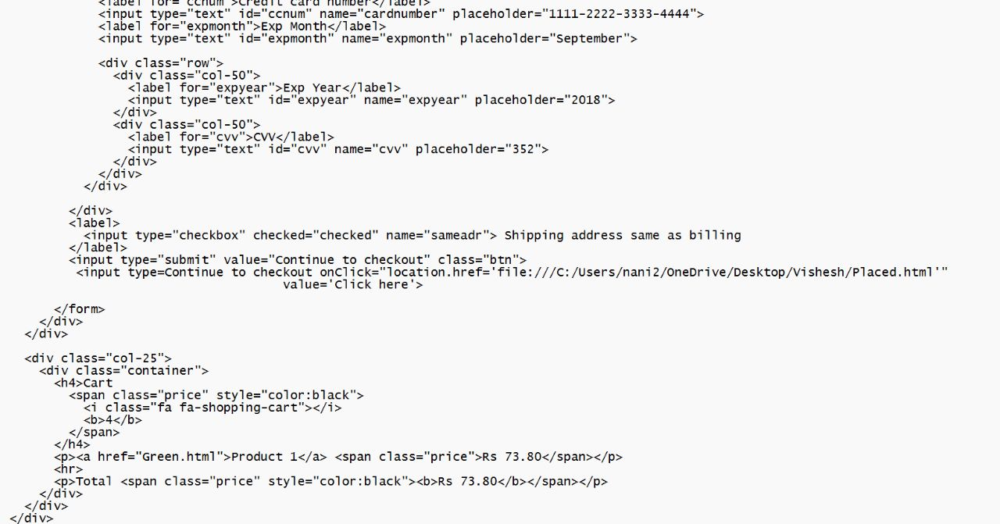 <label for="ccnum">Credit card number</label>
<input type="text" id="ccnum" name="cardnumber" placeholder="1111-2222-3333-4444">
<label for="expmonth">Exp Month</label>
<input type="text" id="expmonth" name="expmonth" placeholder="September">
<div class="row">
<div class="col-50">
<label for="expyear">Exp Year</label>
<input type="text" id="expyear" name="expyear" placeholder="2018">
</div>
<div class="col-50">
<label for="cvv">CVV</label>
<input type="text" id="cvv" name="cvv" placeholder="352">
</div>
</div>
</div>
</div>
<label>
<input type="checkbox" checked="checked" name="sameadr"> Shipping address same as billing
</label>
<input type="submit" value="Continue to checkout" class="btn">
<input type=Continue to checkout onClick="location.href='file:///C:/Users/nani2/OneDrive/Desktop/Vishesh/Placed.html'"
value='Click here'>
</form>
</div>
</div>
<div class="col-25">
<div class="container">
<h4>Cart
<span class="price" style="color:black">
<i class="fa fa-shopping-cart"></i>
<b>4</b>
</span>
</h4>
<p><a href="Green.html">Product 1</a> <span class="price">Rs 73.80</span></p>
<hr>
<p>Total <span class="price" style="color:black"><b>Rs 73.80</b></span></p>
</div>
</div>
</div>